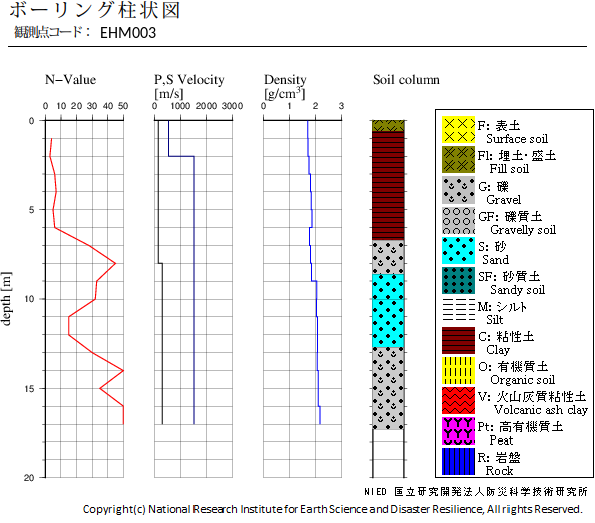 ボーリング柱状図
観測点コード： EHM003
N-Value
P,S Velocity
[m/s]
Density
[g/cm3]
Soil column
0 10 20 30 40 50
0 1000 2000 3000
0 1 2 3
depth [m]
0
5
10
15
20
F: 表土
Surface soil
Fl: 埋土・盛土
Fill soil
G: 礫
Gravel
GF: 礫質土
Gravelly soil
S: 砂
Sand
SF: 砂質土
Sandy soil
M: シルト
Silt
C: 粘性土
Clay
O: 有機質土
Organic soil
V: 火山灰質粘性土
Volcanic ash clay
Pt: 高有機質土
Peat
R: 岩盤
Rock
NIED 国立研究開発法人防災科学技術研究所
Copyright(c) National Research Institute for Earth Science and Disaster Resilience, All rights Reserved.